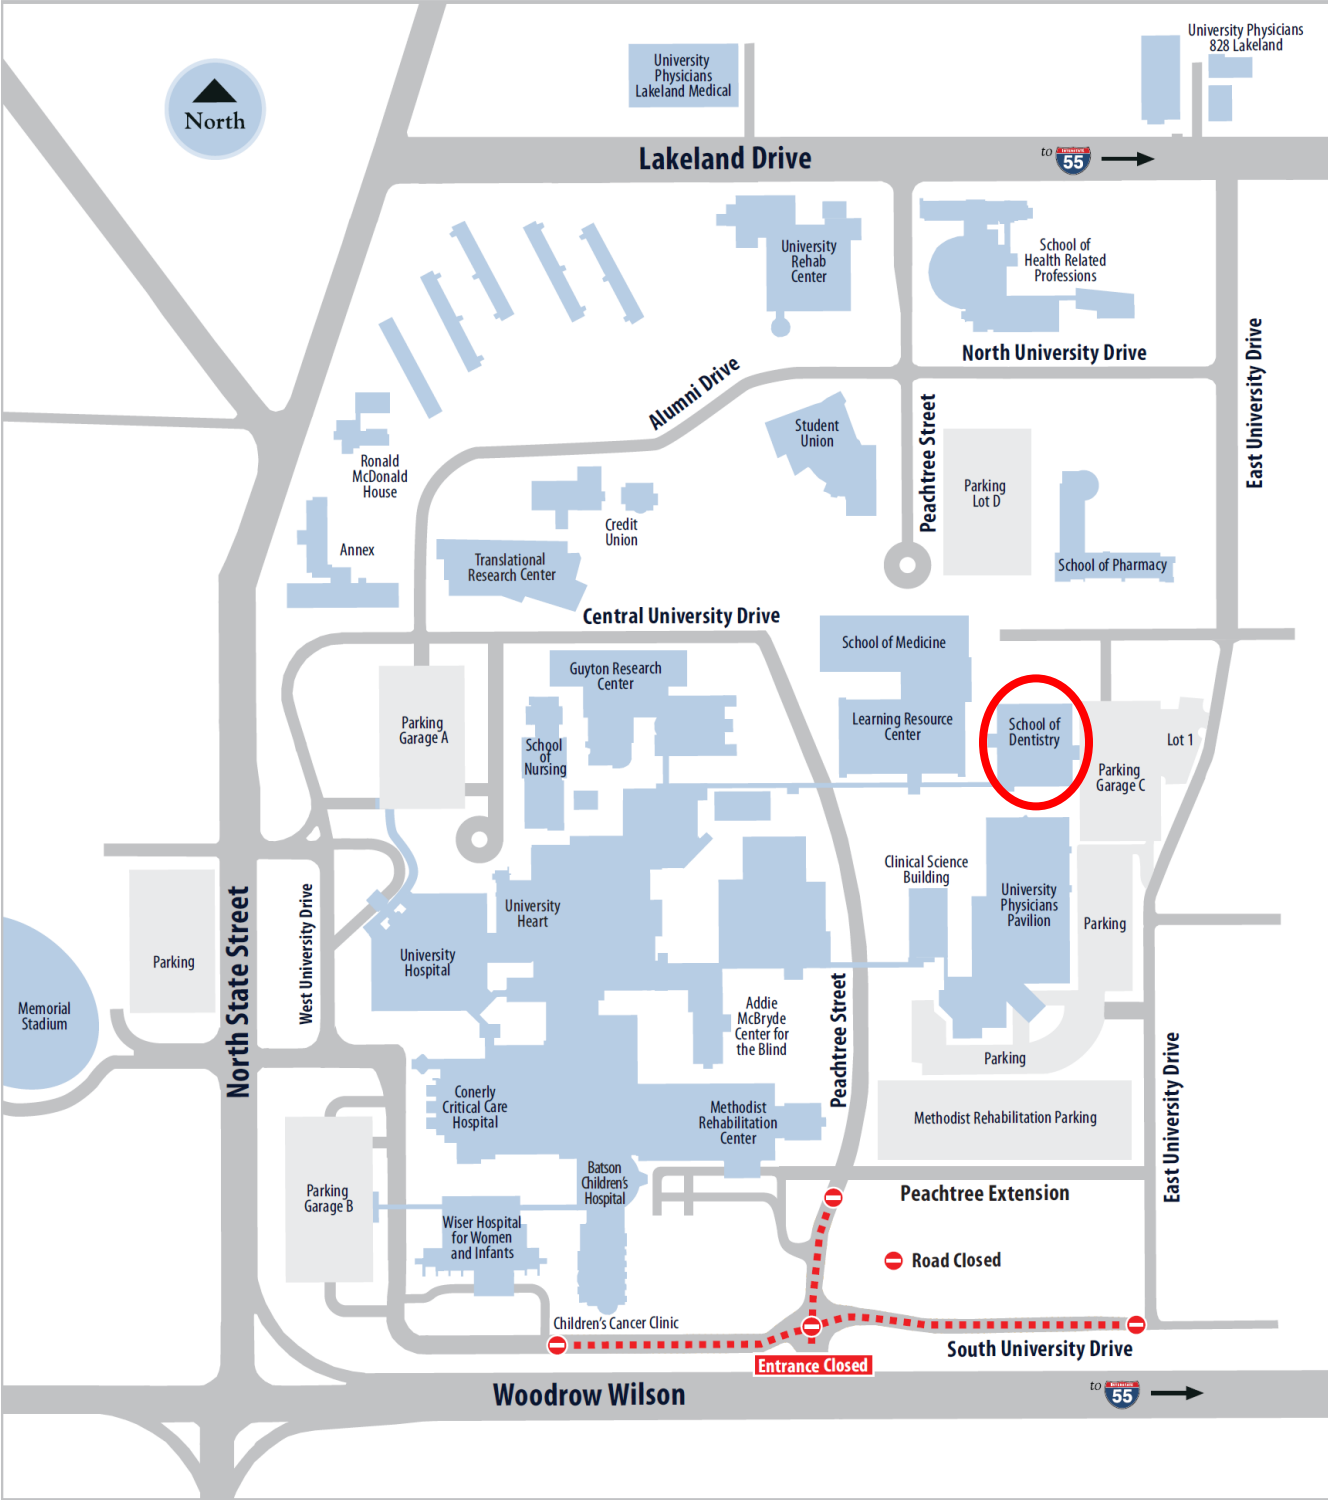 University Physicians
828 Lakeland
University
Physicians
Lakeland Medical
North
Lakeland Drive
to
INTERSTATE
55
University
Rehab
Center
School of
Health Related
Professions
North University Drive
East University Drive
Alumni Drive
Peachtree Street
Student
Union
Parking
Lot D
Ronald
McDonald
House
Credit
Union
Annex
Translational
Research Center
School of Pharmacy
Central University Drive
School of Medicine
Guyton Research
Center
Parking
Garage A
School
of
Nursing
Learning Resource
Center
School of
Dentistry
Lot 1
Parking
Garage C
Clinical Science
Building
University
Physicians
Pavilion
Parking
University
Heart
University
Hospital
West University Drive
North State Street
Parking
Memorial
Stadium
Addie
McBryde
Center for
the Blind
Peachtree Street
Parking
East University Drive
Conerly
Critical Care
Hospital
Methodist
Rehabilitation
Center
Methodist Rehabilitation Parking
Batson
Children's
Hospital
Parking
Garage B
Peachtree Extension
Wiser Hospital
for Women
and Infants
Road Closed
Children's Cancer Clinic
South University Drive
Entrance Closed
Woodrow Wilson
to
INTERSTATE
55